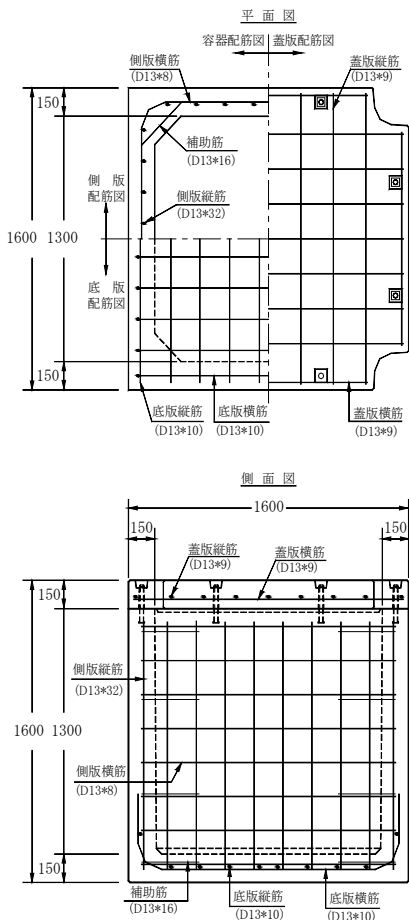 平 面 図
容器配筋図 蓋版配筋図
側版横筋
(D13*8)
蓋版縦筋
(D13*9)
150
補助筋
(D13*16)
側 版
配筋図
側版縦筋
(D13*32)
1600 1300
底 版
配筋図
150
底版縦筋
(D13*10)
底版横筋
(D13*10)
蓋版横筋
(D13*9)
側 面 図
1600
150 150
蓋版縦筋
(D13*9)
蓋版横筋
(D13*9)
150
側版縦筋
(D13*32)
1600 1300
側版横筋
(D13*8)
150
補助筋
(D13*16)
底版縦筋
(D13*10)
底版横筋
(D13*10)